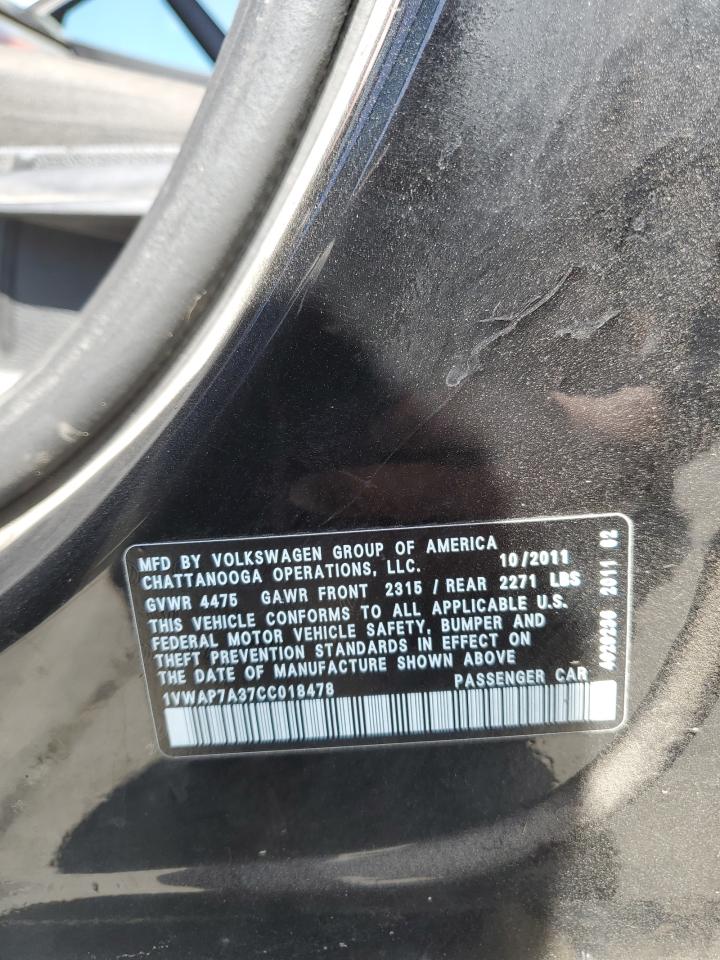 MFD BY VOLKSWAGEN GROUP OF AMERICA
CHATTANOOGA OPERATIONS, LLC. 10/2011
GVWR 4475 GAWR FRONT 2315 / REAR 2271 LBS
THIS VEHICLE CONFORMS TO ALL APPLICABLE U.S.
FEDERAL MOTOR VEHICLE SAFETY, BUMPER AND
THEFT PREVENTION STANDARDS IN EFFECT ON
THE DATE OF MANUFACTURE SHOWN ABOVE
1VWAP7A37CC018478 PASSENGER CAR
2011 02